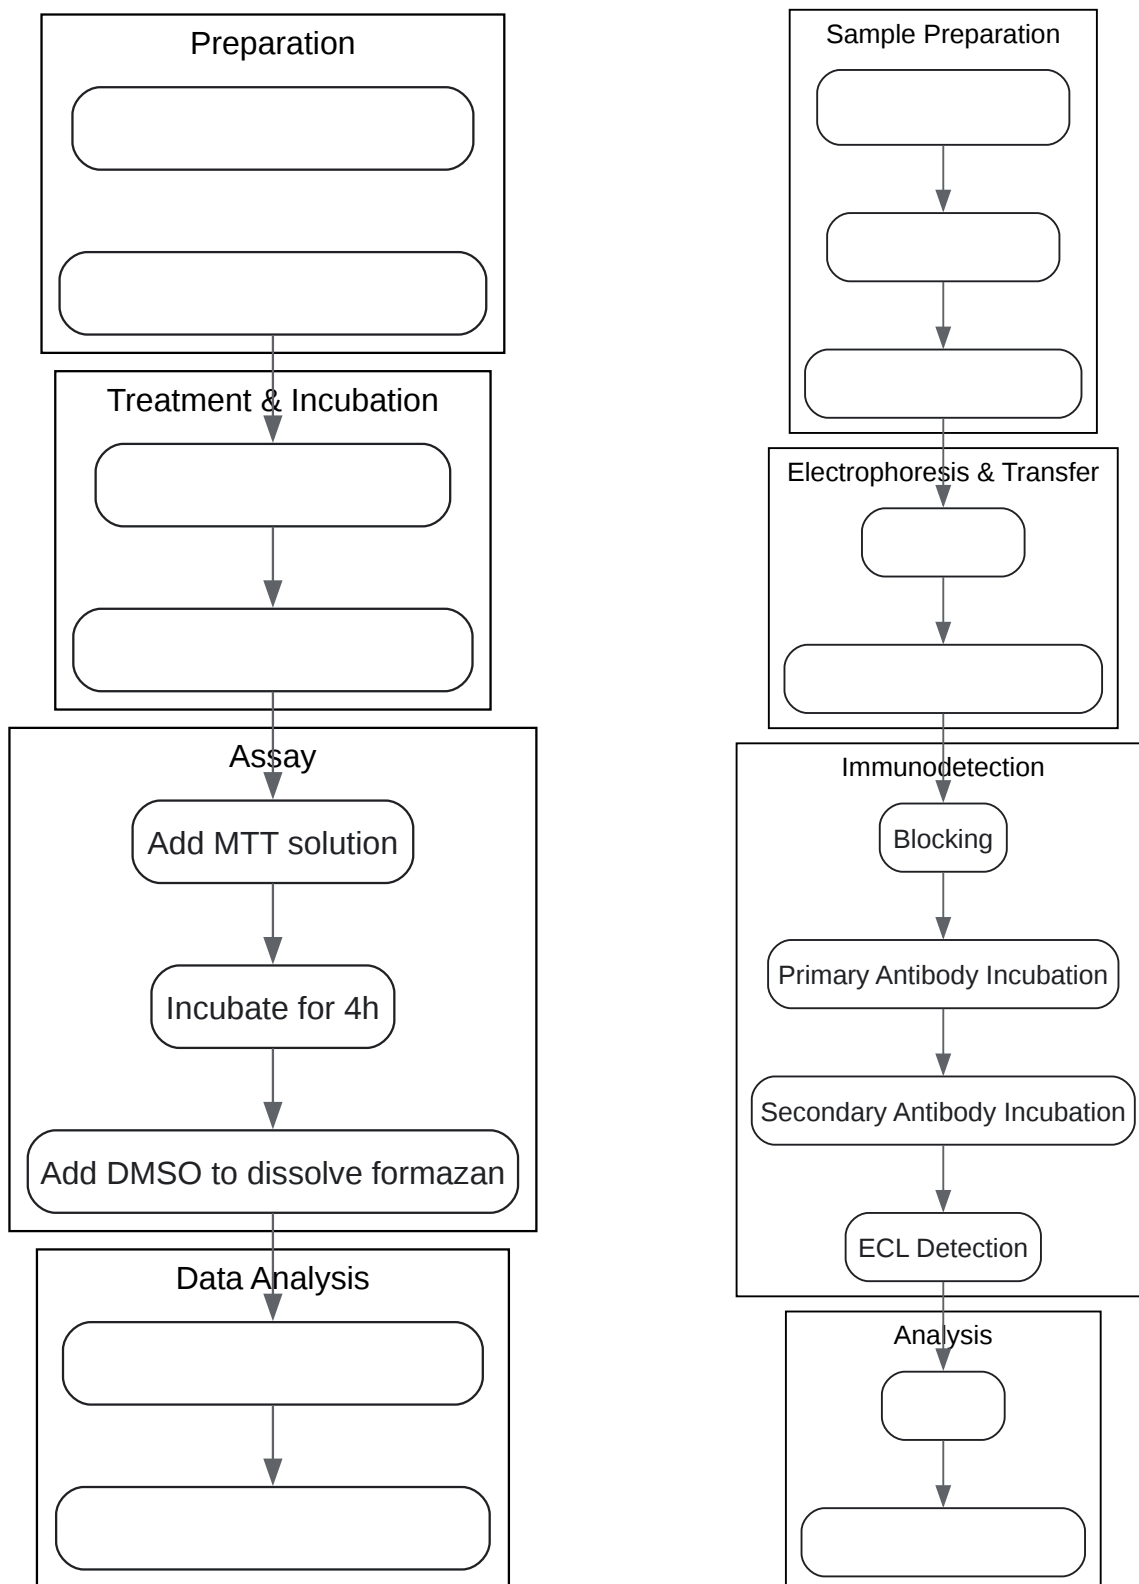 Preparation
Treatment & Incubation
Assay
Add MTT solution
Incubate for 4h
Add DMSO to dissolve formazan
Data Analysis
Sample Preparation
Electrophoresis & Transfer
Immunodetection
Blocking
Primary Antibody Incubation
Secondary Antibody Incubation
ECL Detection
Analysis